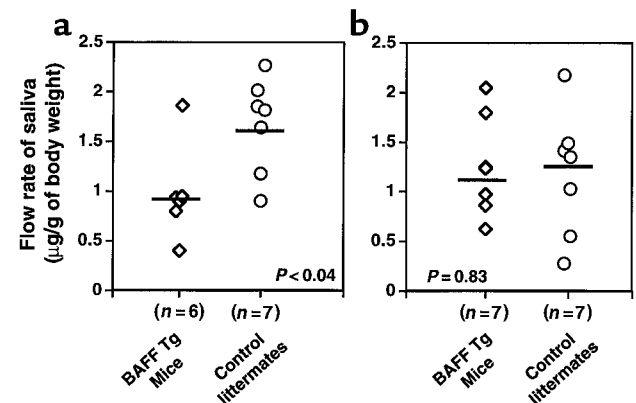 a
b
Flow rate of saliva
(μg/g of body weight)
2.5
2
1.5
1
0.5
0
P<0.04
(n=6)
(n=7)
BAFF Tg
Mice
Control
littermates
2.5
2
1.5
1
0.5
0
P=0.83
(n=7)
(n=7)
BAFF Tg
Mice
Control
littermates